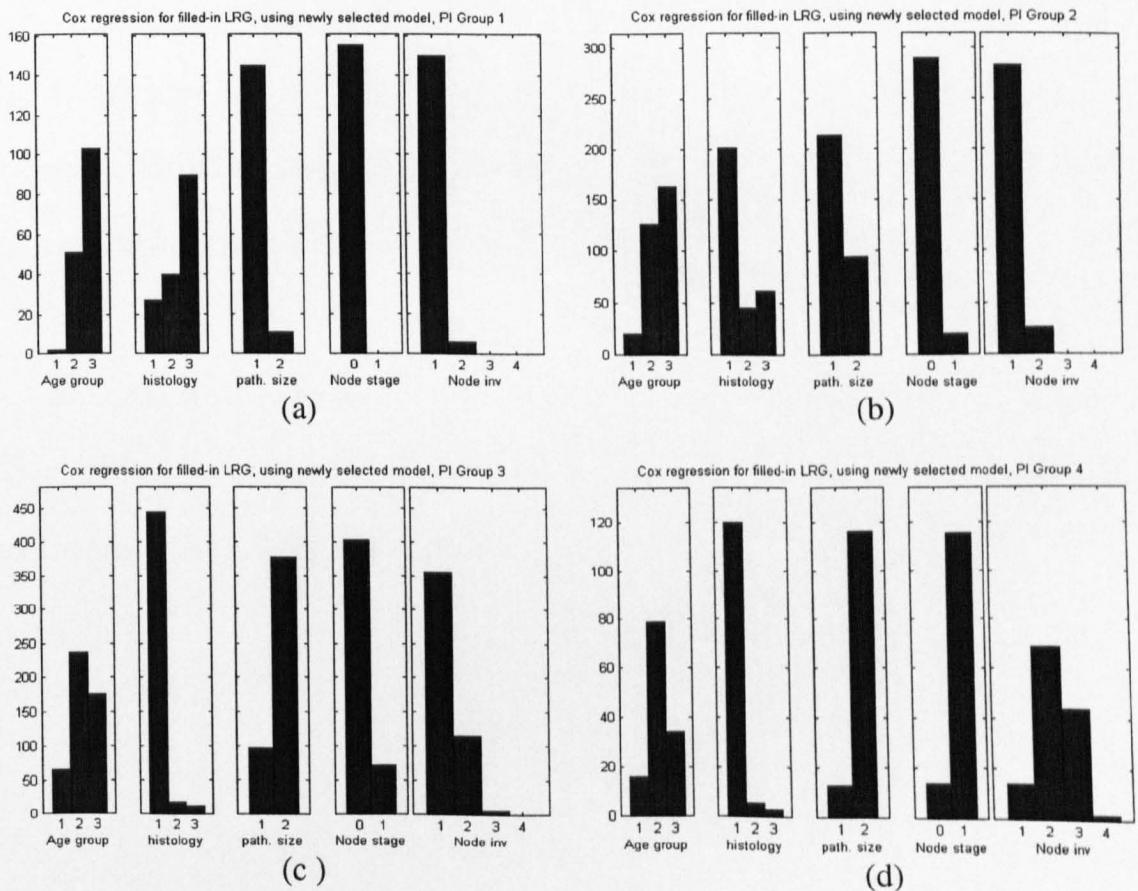 Cox regression for filled-in LRG, using newly selected model, PI Group 1
160
140
120
100
80
60
40
20
0
1 2 3
Age group
1 2 3
histology
1 2
path. size
0 1
Node stage
1 2 3 4
Node inv
(a)
Cox regression for filled-in LRG, using newly selected model, PI Group 2
300
250
200
150
100
50
0
1 2 3
Age group
1 2 3
histology
1 2
path. size
0 1
Node stage
1 2 3 4
Node inv
(b)
Cox regression for filled-in LRG, using newly selected model, PI Group 3
450
400
350
300
250
200
150
100
50
0
1 2 3
Age group
1 2 3
histology
1 2
path. size
0 1
Node stage
1 2 3 4
Node inv
(c )
Cox regression for filled-in LRG, using newly selected model, PI Group 4
120
100
80
60
40
20
0
1 2 3
Age group
1 2 3
histology
1 2
path. size
0 1
Node stage
1 2 3 4
Node inv
(d)